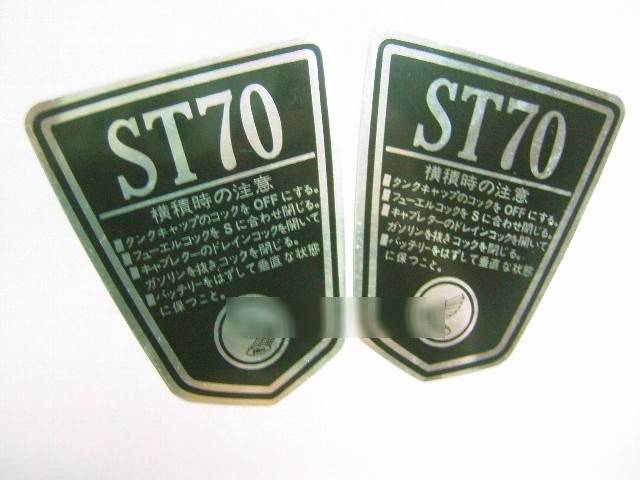 ST70
横積時の注意
■タンクキャップのコックをOFFにする。
■フューエルコックをSに合わせ閉じる。
■キャブレターのドレインコックを開いて
ガソリンを抜きコックを閉じる。
■バッテリーをはずして垂直な状態
に保つこと。
ST70
横積時の注意
■タンクキャップのコックをOFFにする。
■フューエルコックをSに合わせ閉じる。
■キャブレターのドレインコックを開いて
ガソリンを抜きコックを閉じる。
■バッテリーをはずして垂直な状態
に保つこと。